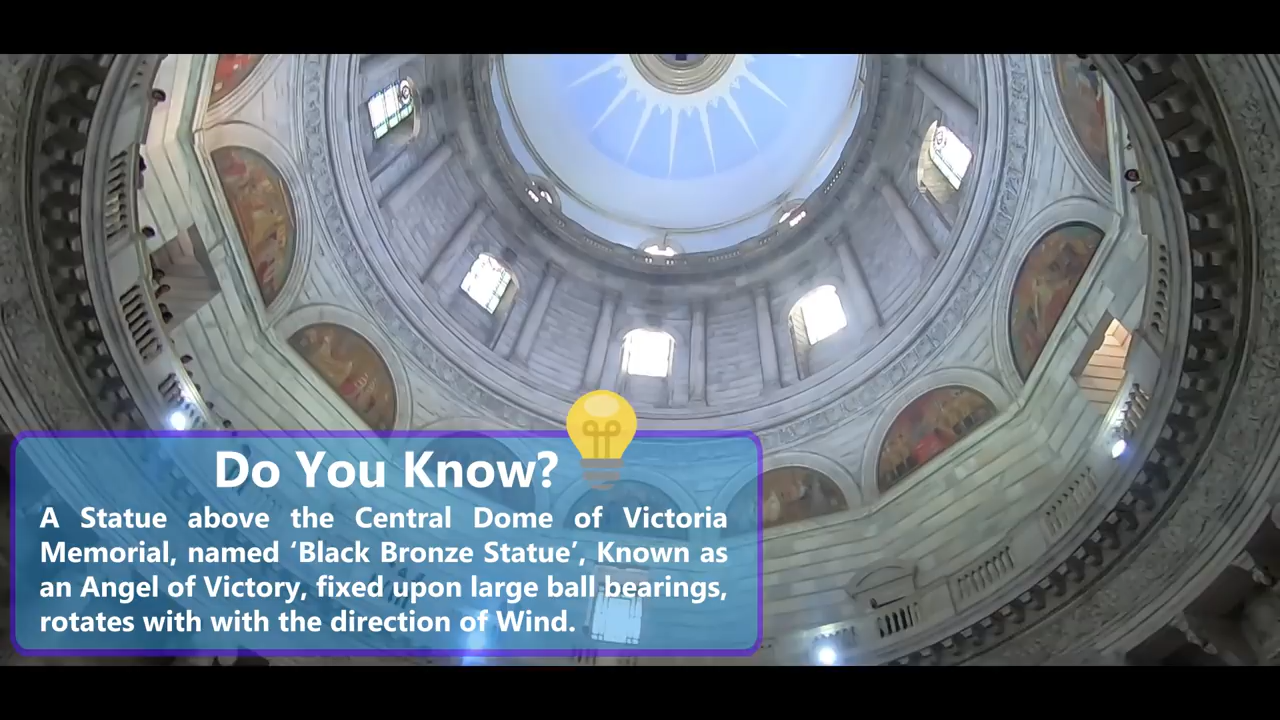 Do You Know?
A Statue above the Central Dome of Victoria
Memorial, named ‘Black Bronze Statue’, Known as
an Angel of Victory, fixed upon large ball bearings,
rotates with with the direction of Wind.